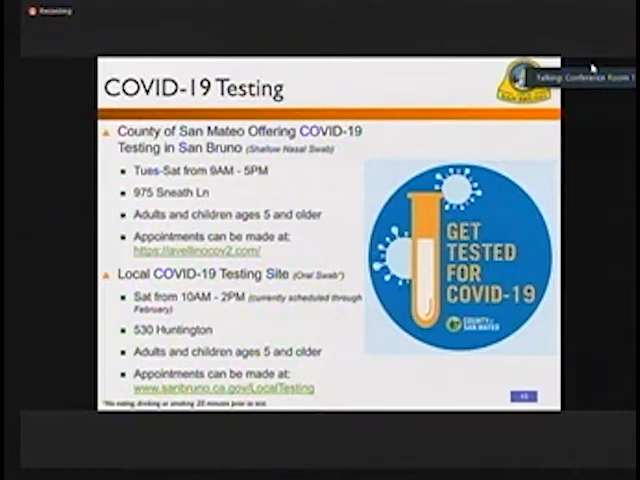 Recording
COVID-19 Testing
SAN BRUNO
Talking: Conference Room 1
County of San Mateo Offering COVID-19
Testing in San Bruno (Shallow Nasal Swab)
Tues-Sat from 9AM - 5PM
975 Sneath Ln
Adults and children ages 5 and older
Appointments can be made at:
https://avellinocov2.com/
Local COVID-19 Testing Site (Oral Swab*)
Sat from 10AM - 2PM (currently scheduled through
February)
530 Huntington
Adults and children ages 5 and older
Appointments can be made at:
www.sanbruno.ca.gov/LocalTesting
*No eating, drinking or smoking 20 minutes prior to test
GET
TESTED
FOR
COVID-19
COUNTY OF
SAN MATEO